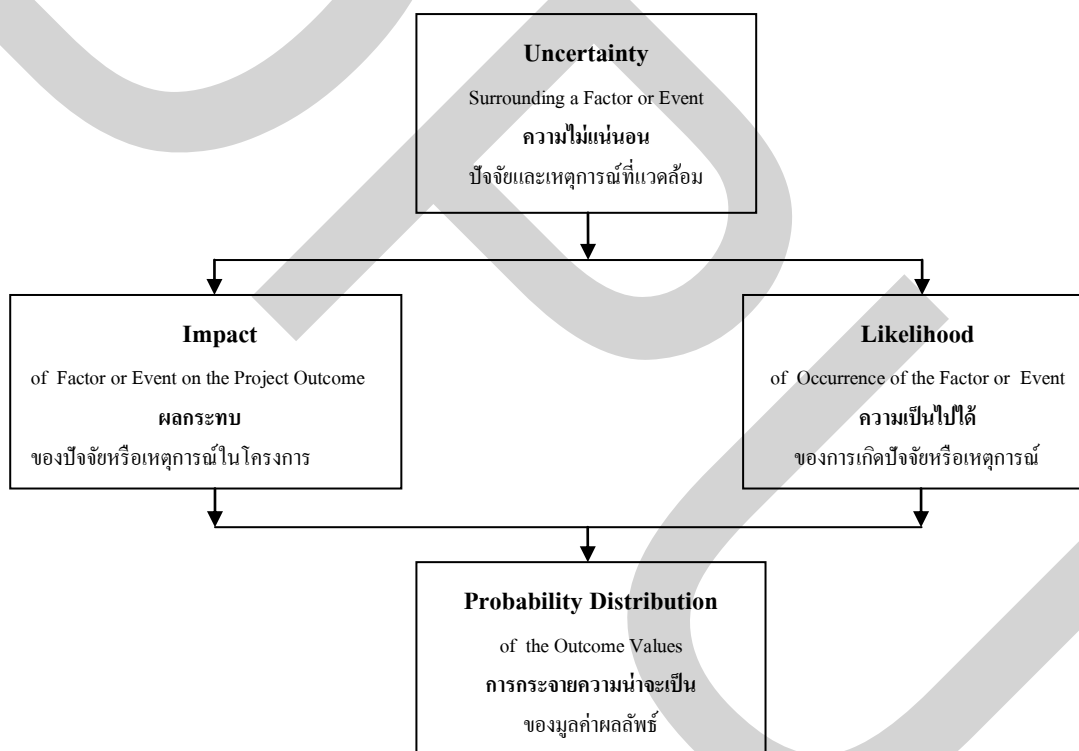 Uncertainty
Surrounding a Factor or Event
ความไม่แน่นอน
ปัจจัยและเหตุการณ์ที่แวดล้อม
Impact
of Factor or Event on the Project Outcome
ผลกระทบ
ของปัจจัยหรือเหตุการณ์ในโครงการ
Likelihood
of Occurrence of the Factor or Event
ความเป็นไปได้
ของการเกิดปัจจัยหรือเหตุการณ์
Probability Distribution
of the Outcome Values
การกระจายความน่าจะเป็น
ของมูลค่าผลลัพธ์